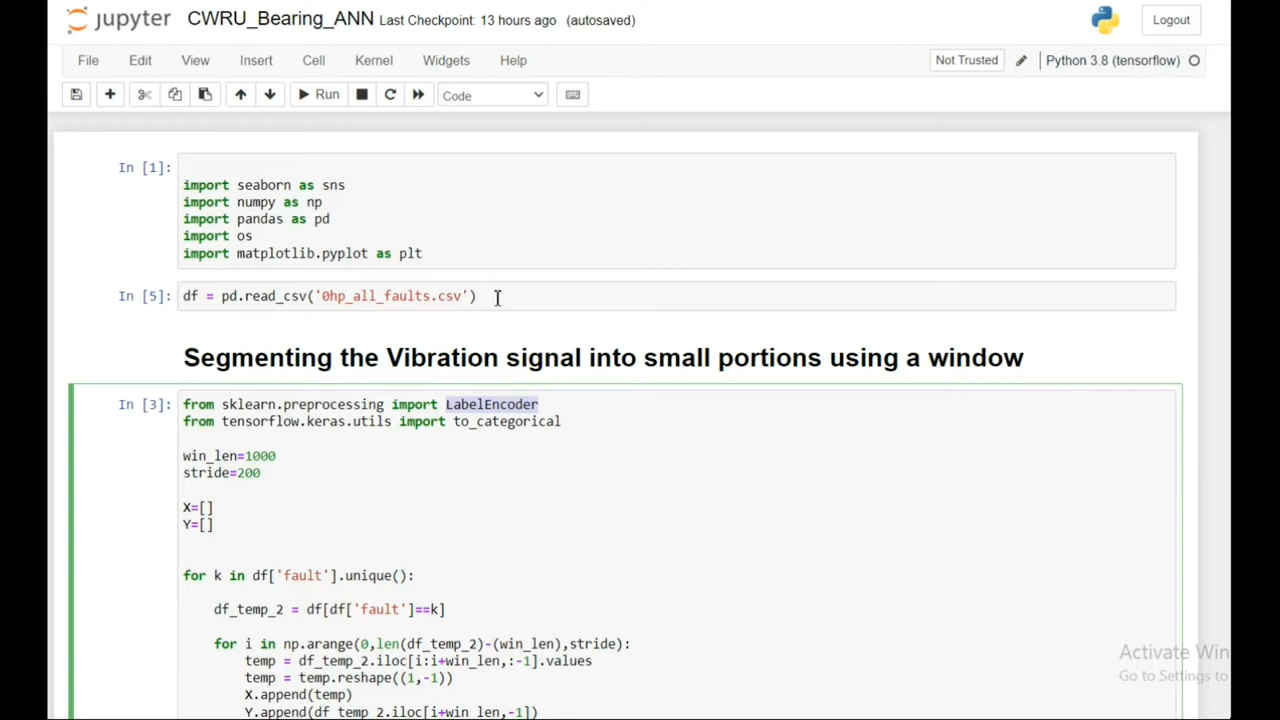 jupyter CWRU_Bearing_ANN Last Checkpoint: 13 hours ago (autosaved) Logout
File Edit View Insert Cell Kernel Widgets Help Not Trusted Python 3.8 (tensorflow)
Run Code
In [1]:
import seaborn as sns
import numpy as np
import pandas as pd
import os
import matplotlib.pyplot as plt
In [5]: df = pd.read_csv('0hp_all_faults.csv')
Segmenting the Vibration signal into small portions using a window
In [3]: from sklearn.preprocessing import LabelEncoder
from tensorflow.keras.utils import to_categorical
win_len=1000
stride=200
X=[]
Y=[]
for k in df['fault'].unique():
df_temp_2 = df[df['fault']==k]
for i in np.arange(0,len(df_temp_2)-(win_len),stride):
temp = df_temp_2.iloc[i:i+win_len,:-1].values
temp = temp.reshape((1,-1))
X.append(temp)
Y.append(df_temp_2.iloc[i+win_len,-1])
Activate Win
Go to Settings to